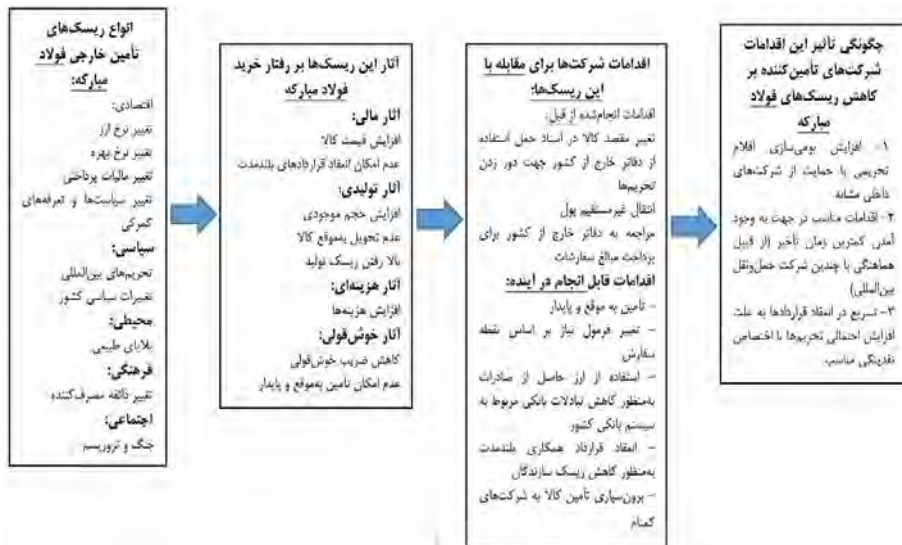 انواع ریسک‌های
تأمین خارجی فولاد
مبارکه:
اقتصادی:
تغییر نرخ ارز
تغییر نرخ بهره
تغییر مالیات پرداختی
تغییر سیاست‌ها و تعرفه‌های
گمرکی
سیاسی:
تحریم‌های بین‌المللی
تغییرات سیاسی کشور
محیطی:
بلایای طبیعی
فرهنگی:
تغییر ذائقه مصرف‌کننده
اجتماعی:
جنگ و تروریسم
آثار این ریسک‌ها بر رفتار خرید
فولاد مبارکه
آثار مالی:
افزایش قیمت کالا
عدم امکان انعقاد قراردادهای بلندمدت
آثار تولیدی:
افزایش حجم موجودی
عدم تحویل به‌موقع کالا
بالا رفتن ریسک تولید
آثار هزینه‌ای:
افزایش هزینه‌ها
آثار خوش‌قولی:
کاهش ضریب خوش‌قولی
عدم امکان تأمین به‌موقع و پایدار
اقدامات شرکت‌ها برای مقابله با
این ریسک‌ها:
اقدامات انجام‌شده از قبل:
تغییر مقصد کالا در اسناد حمل استفاده
از دفاتر خارج از کشور جهت دور زدن
تحریم‌ها
انتقال غیرمستقیم پول
مراجعه به دفاتر خارج از کشور برای
پرداخت مبالغ سفارشات
اقدامات قابل انجام در آینده:
- تأمین به موقع و پایدار
- تغییر فرمول نیاز بر اساس نقطه
سفارش
- استفاده از ارز حاصل از صادرات
به‌منظور کاهش تبادلات بانکی مربوط به
سیستم بانکی کشور
- انعقاد قرارداد همکاری بلندمدت
به‌منظور کاهش ریسک سازندگان
- برون‌سپاری تأمین کالا به شرکت‌های
گمنام
چگونگی تأثیر این اقدامات
شرکت‌های تأمین‌کننده بر
کاهش ریسک‌های فولاد
مبارکه
۱- افزایش بومی‌سازی اقلام
تحریمی با حمایت از شرکت‌های
داخلی مشابه
۲- اقدامات مناسب در جهت به وجود
آمدن کمترین زمان تأخیر (از قبیل
هماهنگی با چندین شرکت حمل‌ونقل
بین‌المللی)
۳- تسریع در انعقاد قراردادها به علت
افزایش احتمالی تحریم‌ها با اختصاص
نقدینگی مناسب